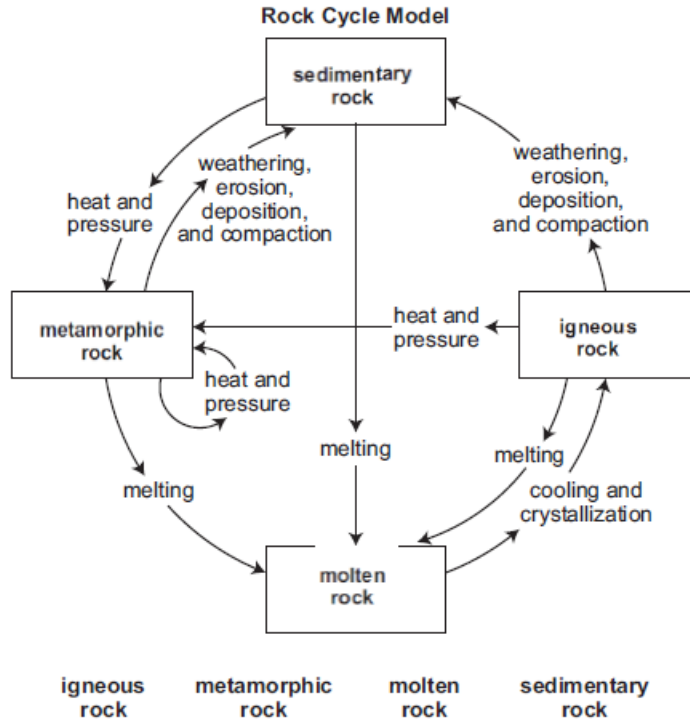 Rock Cycle Model
sedimentary
rock
weathering,
erosion,
deposition,
and compaction
weathering,
erosion,
deposition,
and compaction
heat and
pressure
metamorphic
rock
heat and
pressure
igneous
rock
heat and
pressure
melting
melting
melting
cooling and
crystallization
molten
rock
igneous
rock
metamorphic
rock
molten
rock
sedimentary
rock